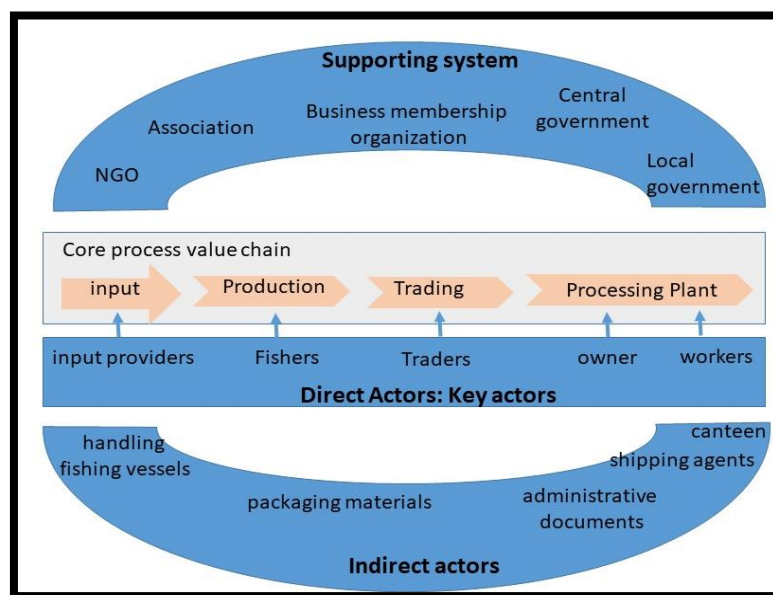 Supporting system
Central
government
Business membership
organization
Association
Local
government
NGO
Core process value chain
input
Production
Trading
Processing Plant
input providers
Fishers
Traders
owner
workers
Direct Actors: Key actors
handling
fishing vessels
canteen
shipping agents
packaging materials
administrative
documents
Indirect actors